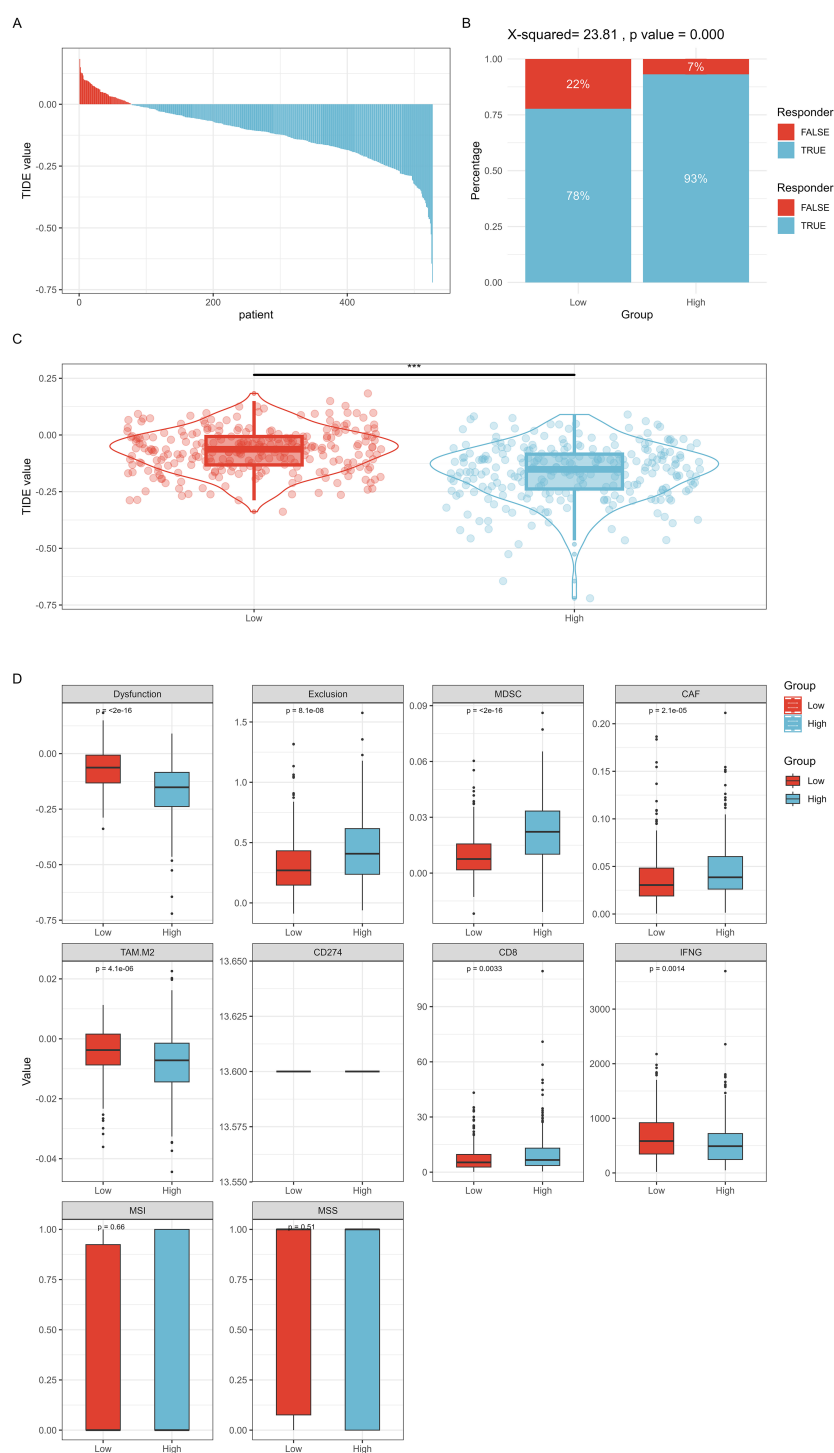 A
0.00
-0.25
-0.50
-0.75
TIDE value
0
200
400
patient
B
X-squared= 23.81 , p value = 0.000
1.00
0.75
0.50
0.25
0.00
Percentage
22%
78%
7%
93%
Low
High
Group
Responder
FALSE
TRUE
Responder
FALSE
TRUE
C
***
0.25
0.00
-0.25
-0.50
-0.75
TIDE value
Low
High
D
Dysfunction
p = <2e-16
0.00
-0.25
-0.50
-0.75
Low
High
Exclusion
p = 8.1e-08
1.5
1.0
0.5
0.0
Low
High
MDSC
p = <2e-16
0.09
0.06
0.03
0.00
Low
High
CAF
p = 2.1e-05
0.20
0.15
0.10
0.05
0.00
Low
High
Group
Low
High
Group
Low
High
Value
TAM.M2
p = 4.1e-06
0.02
0.00
-0.02
-0.04
Low
High
CD274
13.650
13.625
13.600
13.575
13.550
Low
High
CD8
p = 0.0033
90
60
30
0
Low
High
IFNG
p = 0.0014
3000
2000
1000
0
Low
High
MSI
p = 0.66
1.00
0.75
0.50
0.25
0.00
Low
High
MSS
p = 0.51
1.00
0.75
0.50
0.25
0.00
Low
High